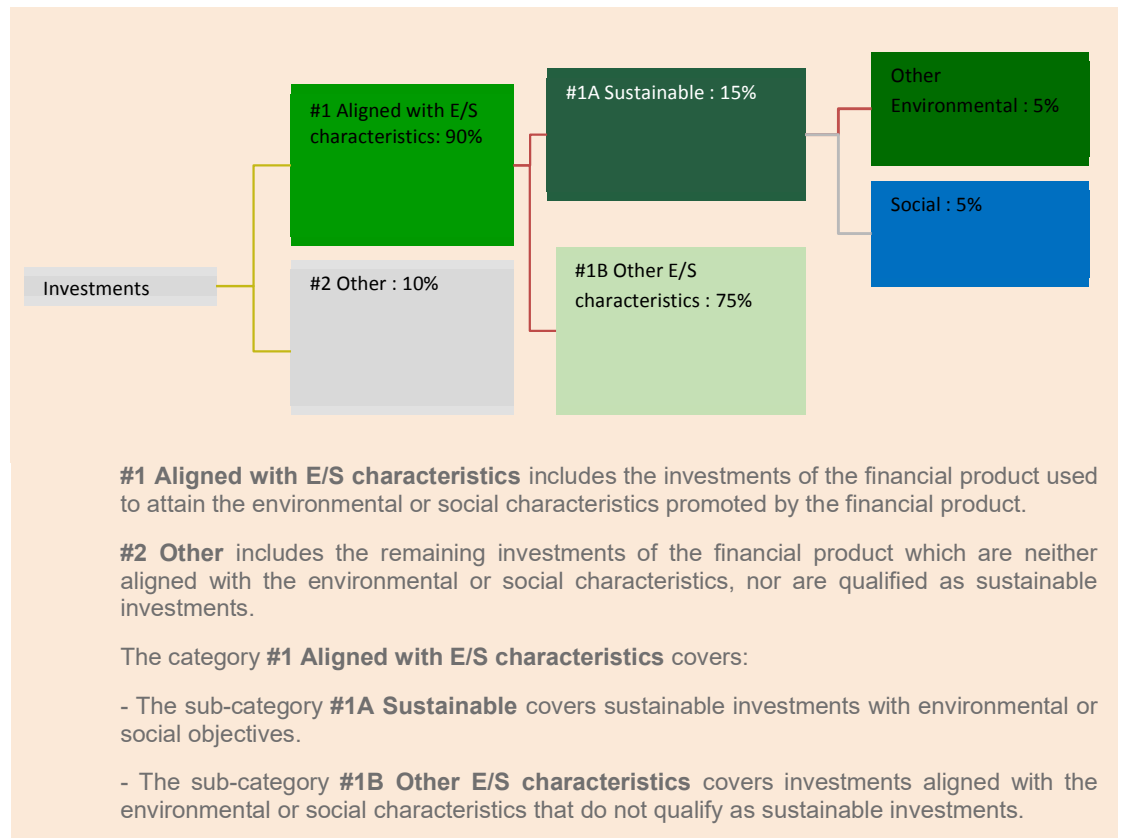 #1 Aligned with E/S
characteristics: 90%
#1A Sustainable : 15%
Other
Environmental : 5%
Social : 5%
Investments
#2 Other : 10%
#1B Other E/S
characteristics : 75%
#1 Aligned with E/S characteristics includes the investments of the financial product used
to attain the environmental or social characteristics promoted by the financial product.
#2 Other includes the remaining investments of the financial product which are neither
aligned with the environmental or social characteristics, nor are qualified as sustainable
investments.
The category #1 Aligned with E/S characteristics covers:
- The sub-category #1A Sustainable covers sustainable investments with environmental or
social objectives.
- The sub-category #1B Other E/S characteristics covers investments aligned with the
environmental or social characteristics that do not qualify as sustainable investments.